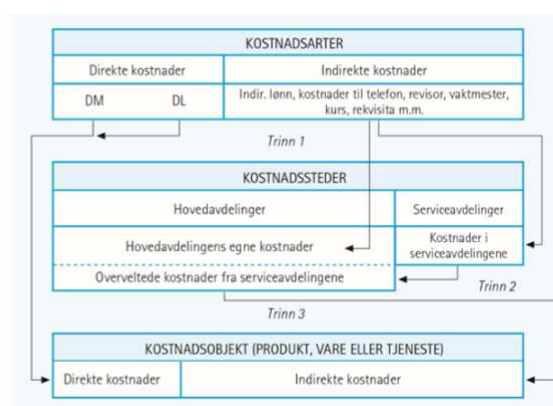 KOSTNADSARTER
Direkte kostnader
Indirekte kostnader
DM
DL
Indir. lønn, kostnader til telefon, revisor, vaktmester,
kurs, rekvisita m.m.
Trinn 1
KOSTNADSSTEDER
Hovedavdelinger
Serviceavdelinger
Hovedavdelingens egne kostnader
Kostnader i
serviceavdelingene
Overveltede kostnader fra serviceavdelingene
Trinn 2
Trinn 3
KOSTNADSOBJEKT (PRODUKT, VARE ELLER TJENESTE)
Direkte kostnader
Indirekte kostnader